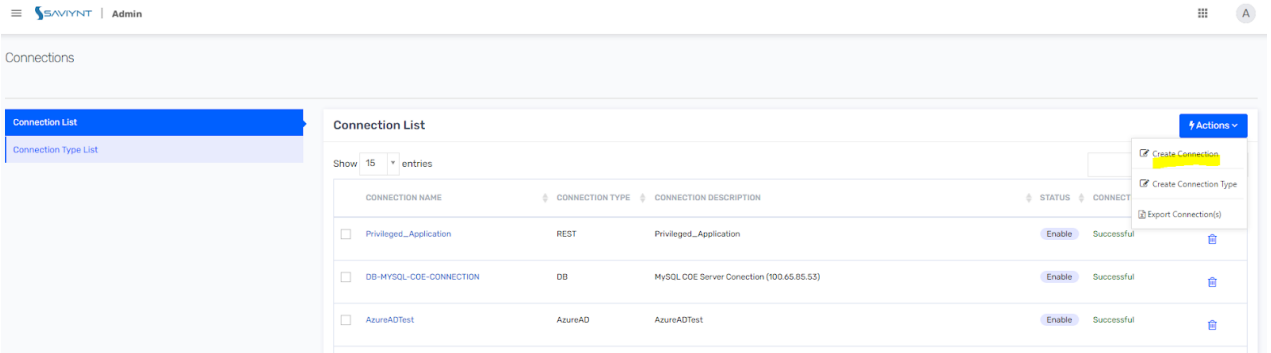 SAVIYNT Admin A
Connections
Connection List
Connection Type List
Connection List
Actions
Create Connection
Create Connection Type
Export Connection(s)
Show 15 entries
CONNECTION NAME CONNECTION TYPE CONNECTION DESCRIPTION STATUS CONNECT
Privileged_Application REST Privileged_Application Enable Successful
DB-MYSQL-COE-CONNECTION DB MySQL COE Server Conection (100.65.85.53) Enable Successful
AzureADTest AzureAD AzureADTest Enable Successful